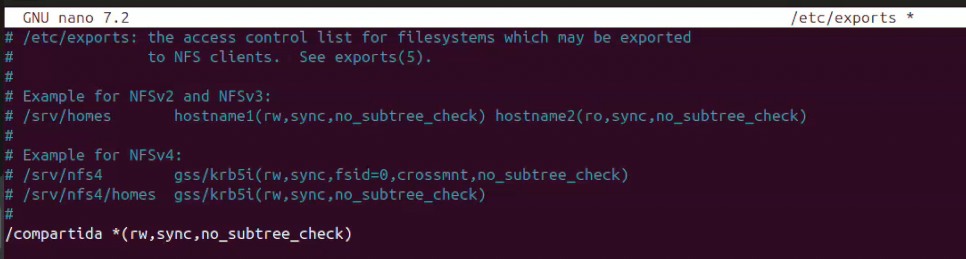 GNU nano 7.2 /etc/exports *
# /etc/exports: the access control list for filesystems which may be exported
#               to NFS clients.  See exports(5).
#
# Example for NFSv2 and NFSv3:
# /srv/homes       hostname1(rw,sync,no_subtree_check) hostname2(ro,sync,no_subtree_check)
#
# Example for NFSv4:
# /srv/nfs4        gss/krb5i(rw,sync,fsid=0,crossmnt,no_subtree_check)
# /srv/nfs4/homes  gss/krb5i(rw,sync,no_subtree_check)
#
/compartida *(rw,sync,no_subtree_check)